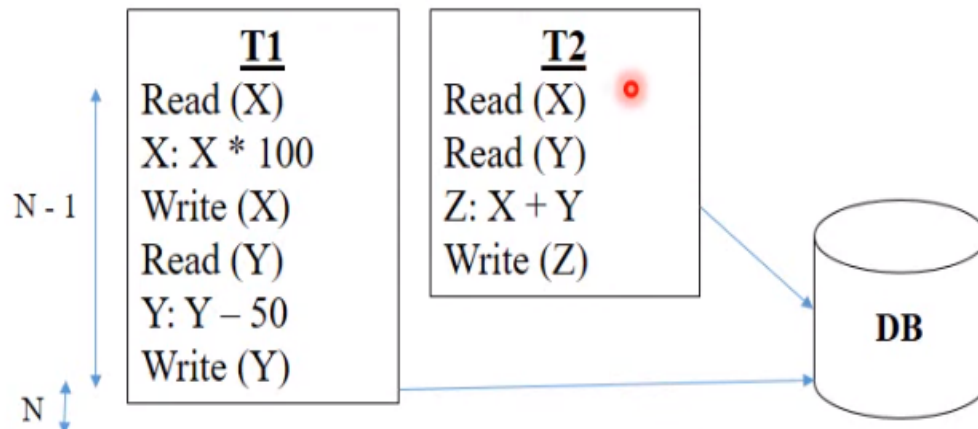 T1
Read (X)
X: X * 100
Write (X)
Read (Y)
Y: Y – 50
Write (Y)
T2
Read (X)
Read (Y)
Z: X + Y
Write (Z)
N - 1
N
DB